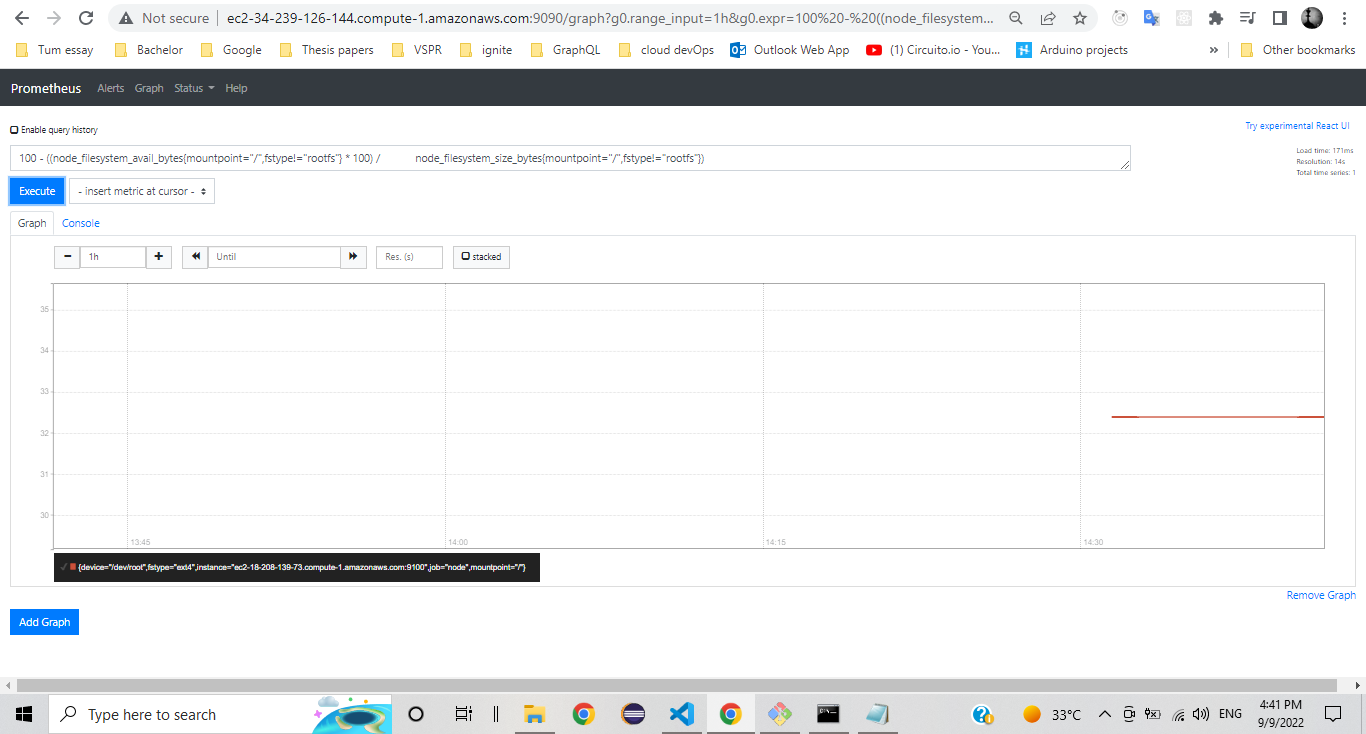 Not secure | ec2-34-239-126-144.compute-1.amazonaws.com:9090/graph?g0.range_input=1h&g0.expr=100%20-%20((node_filesystem...
Tum essay Bachelor Google Thesis papers VSPR ignite GraphQL cloud devOps Outlook Web App (1) Circuito.io - You... Arduino projects » Other bookmarks
Prometheus Alerts Graph Status Help
Enable query history
Try experimental React UI
100 - ((node_filesystem_avail_bytes{mountpoint="/",fstype!="rootfs"} * 100) / node_filesystem_size_bytes{mountpoint="/",fstype!="rootfs"})
Load time: 171ms
Resolution: 14s
Total time series: 1
Execute - insert metric at cursor -
Graph Console
1h Until Res. (s) stacked
35
34
33
32
31
30
13:45 14:00 14:15 14:30
{device="/dev/root",fstype="ext4",instance="ec2-18-208-139-73.compute-1.amazonaws.com:9100",job="node",mountpoint="/"}
Remove Graph
Add Graph
Type here to search
33°C
ENG
4:41 PM
9/9/2022